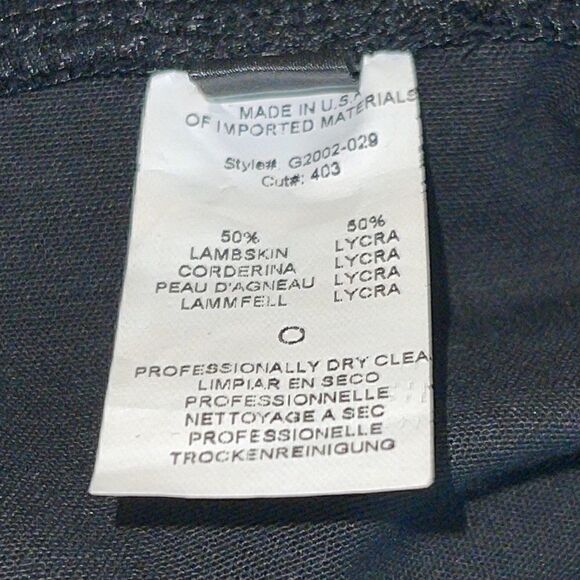 MADE IN U.S.A
OF IMPORTED MATERIALS
Style# G2002-029
Cut#: 403
50% 50%
LAMBSKIN LYCRA
CORDERINA LYCRA
PEAU D'AGNEAU LYCRA
LAMMFELL LYCRA
PROFESSIONALLY DRY CLEA
LIMPIAR EN SECO
PROFESSIONNELLE
NETTOYAGE A SEC
PROFESSIONELLE
TROCKENREINIGUNG